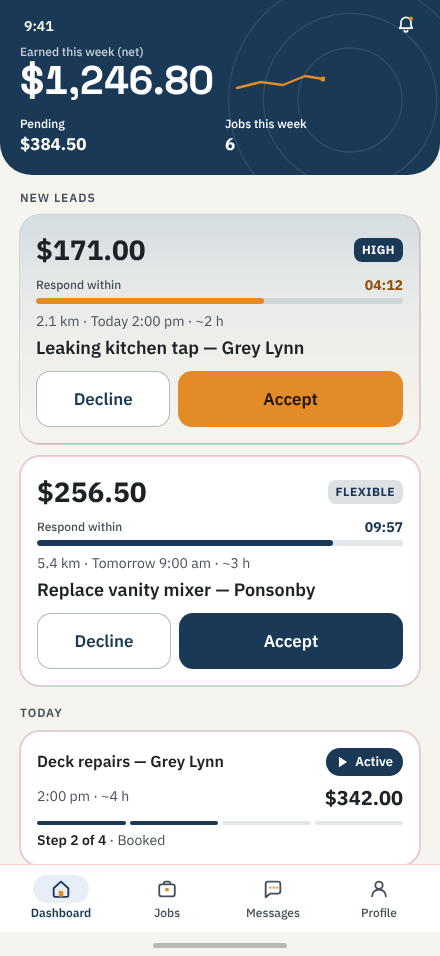 9:41
Earned this week (net)
$1,246.80
Pending
Jobs this week
$384.50
6
NEW LEADS
$171.00
HIGH
Respond within
04:12
2.1 km · Today 2:00 pm · ~2 h
Leaking kitchen tap — Grey Lynn
Decline
Accept
$256.50
FLEXIBLE
Respond within
09:57
5.4 km · Tomorrow 9:00 am · ~3 h
Replace vanity mixer — Ponsonby
Decline
Accept
TODAY
Deck repairs — Grey Lynn
Active
2:00 pm · ~4 h
$342.00
Step 2 of 4 · Booked
Dashboard
Jobs
Messages
Profile